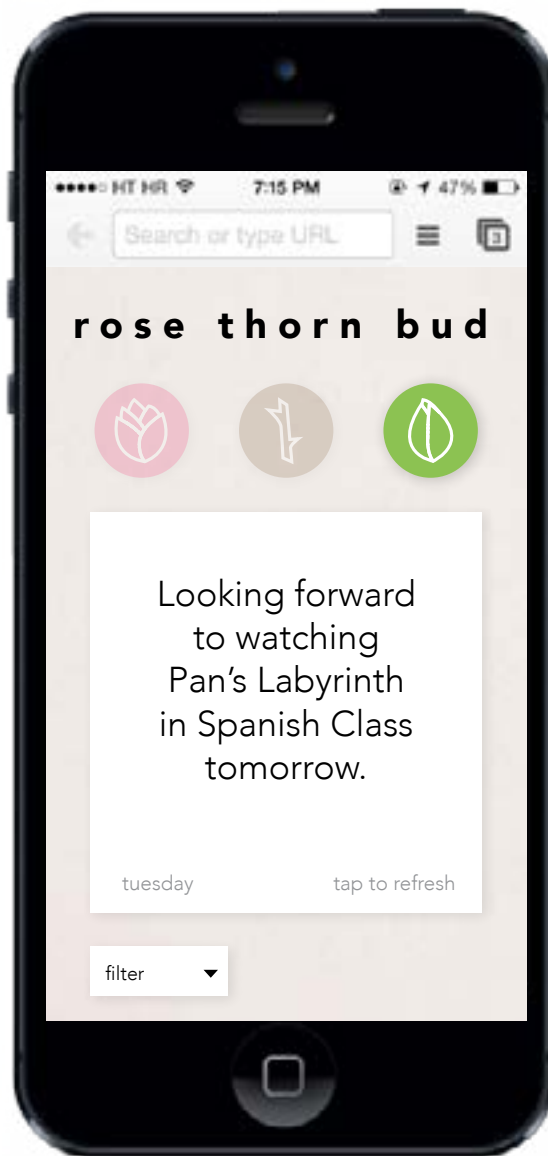 HT HR 7:15 PM 47%
Search or type URL 3
rose thorn bud
Looking forward
to watching
Pan's Labyrinth
in Spanish Class
tomorrow.
tuesday tap to refresh
filter